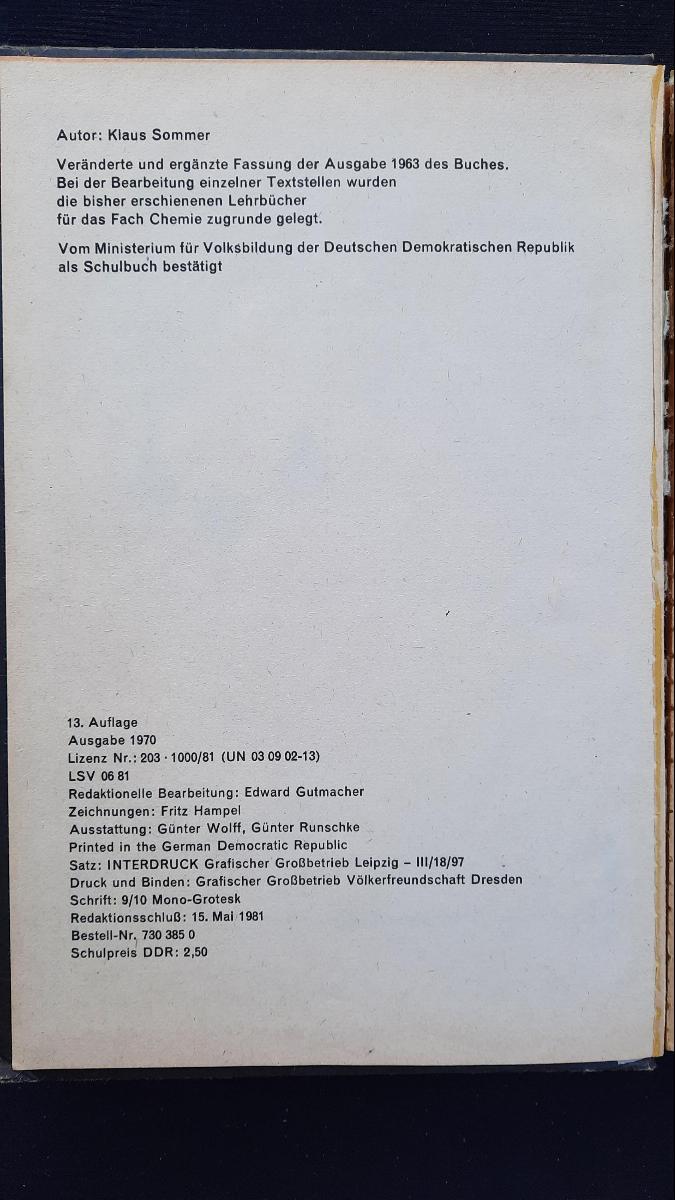 Autor: Klaus Sommer
Veränderte und ergänzte Fassung der Ausgabe 1963 des Buches.
Bei der Bearbeitung einzelner Textstellen wurden
die bisher erschienenen Lehrbücher
für das Fach Chemie zugrunde gelegt.
Vom Ministerium für Volksbildung der Deutschen Demokratischen Republik
als Schulbuch bestätigt
13. Auflage
Ausgabe 1970
Lizenz Nr.: 203 · 1000/81 (UN 03 09 02-13)
LSV 06 81
Redaktionelle Bearbeitung: Edward Gutmacher
Zeichnungen: Fritz Hampel
Ausstattung: Günter Wolff, Günter Runschke
Printed in the German Democratic Republic
Satz: INTERDRUCK Grafischer Großbetrieb Leipzig – III/18/97
Druck und Binden: Grafischer Großbetrieb Völkerfreundschaft Dresden
Schrift: 9/10 Mono-Grotesk
Redaktionsschluß: 15. Mai 1981
Bestell-Nr. 730 385 0
Schulpreis DDR: 2,50